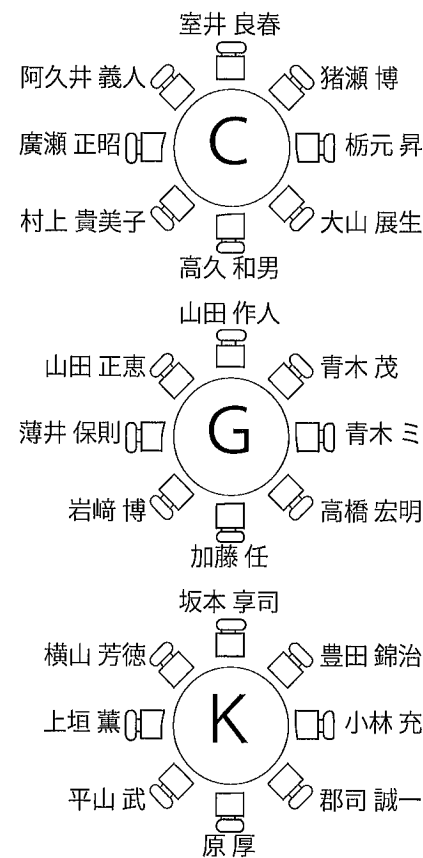 室井 良春
阿久井 義人
猪瀬 博
廣瀬 正昭
C
栃元 昇
村上 貴美子
大山 展生
高久 和男
山田 作人
山田 正恵
青木 茂
薄井 保則
G
青木 ミ
岩﨑 博
高橋 宏明
加藤 任
坂本 享司
横山 芳徳
豊田 錦治
上垣 薫
K
小林 充
平山 武
郡司 誠一
原 厚